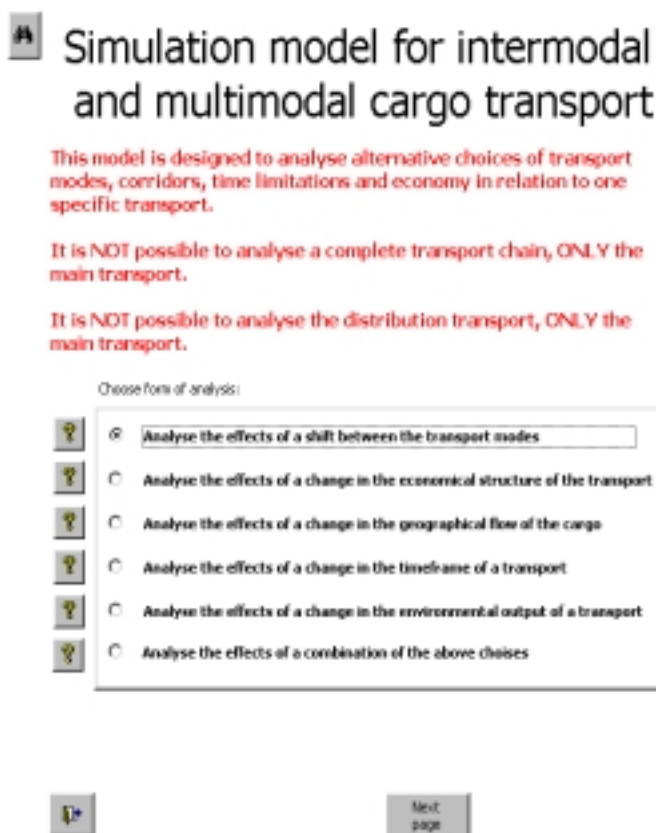 Simulation model for intermodal
and multimodal cargo transport
This model is designed to analyse alternative choices of transport
modes, corridors, time limitations and economy in relation to one
specific transport.
It is NOT possible to analyse a complete transport chain, ONLY the
main transport.
It is NOT possible to analyse the distribution transport, ONLY the
main transport.
Choose form of analysis:
Analyse the effects of a shift between the transport modes
Analyse the effects of a change in the economical structure of the transport
Analyse the effects of a change in the geographical flow of the cargo
Analyse the effects of a change in the timeframe of a transport
Analyse the effects of a change in the environmental output of a transport
Analyse the effects of a combination of the above choises
Next
page